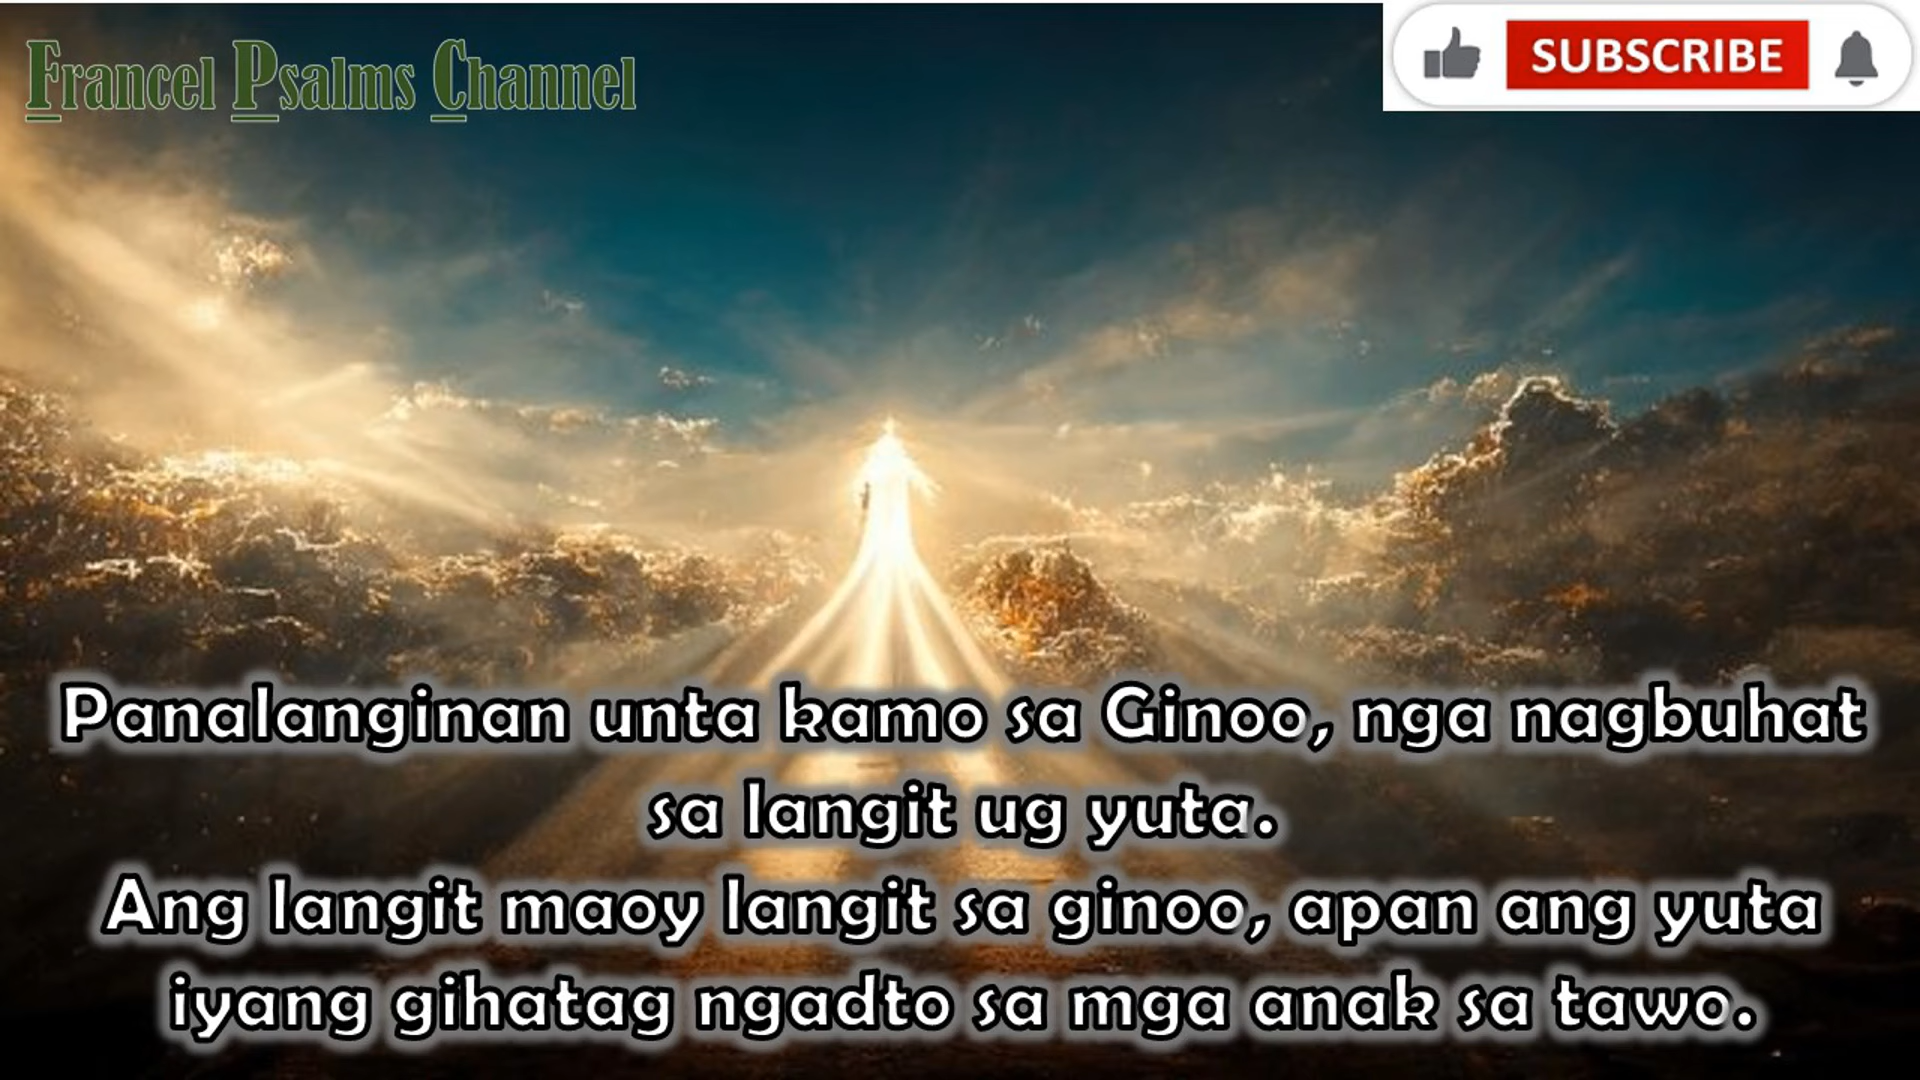 Francel Psalms Channel
SUBSCRIBE
Panalanginan unta kamo sa Ginoo, nga nagbuhat
sa langit ug yuta.
Ang langit maoy langit sa ginoo, apan ang yuta
iyang gihatag ngadto sa mga anak sa tawo.